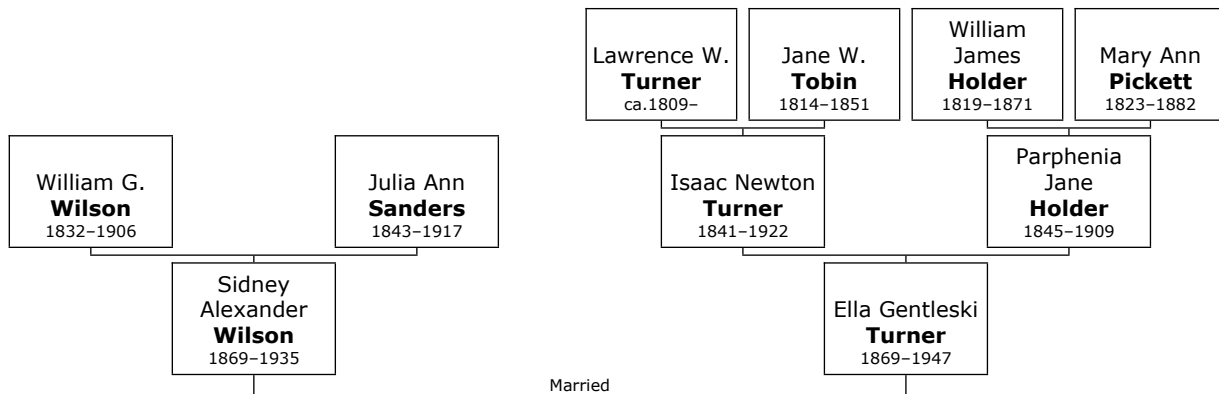 Lawrence W.
Turner
ca.1809–
Jane W.
Tobin
1814–1851
William
James
Holder
1819–1871
Mary Ann
Pickett
1823–1882
William G.
Wilson
1832–1906
Julia Ann
Sanders
1843–1917
Isaac Newton
Turner
1841–1922
Parphenia
Jane
Holder
1845–1909
Sidney
Alexander
Wilson
1869–1935
Ella Gentleski
Turner
1869–1947
Married